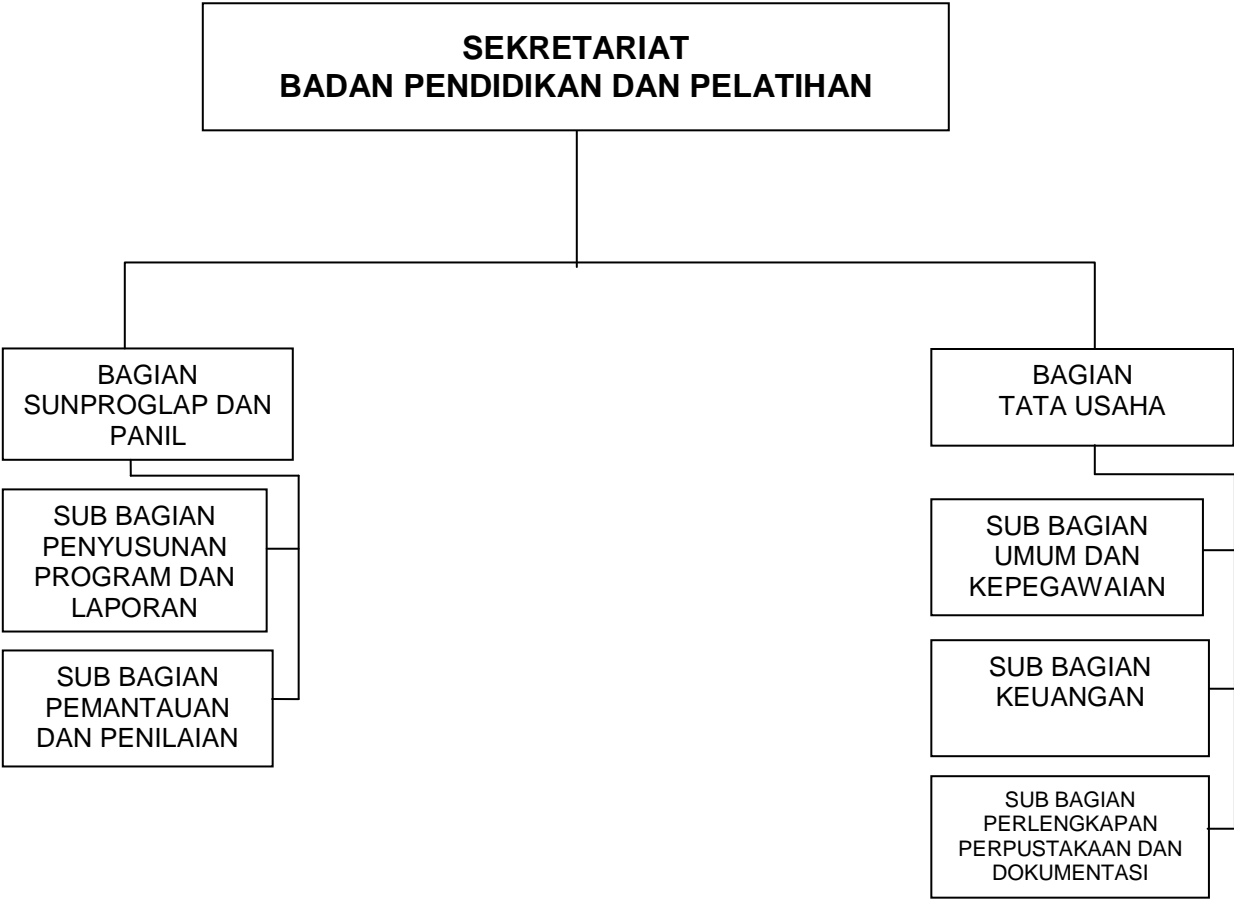 SEKRETARIAT
BADAN PENDIDIKAN DAN PELATIHAN
BAGIAN
SUNPROGLAP DAN
PANIL
SUB BAGIAN
PENYUSUNAN
PROGRAM DAN
LAPORAN
SUB BAGIAN
PEMANTAUAN
DAN PENILAIAN
BAGIAN
TATA USAHA
SUB BAGIAN
UMUM DAN
KEPEGAWAIAN
SUB BAGIAN
KEUANGAN
SUB BAGIAN
PERLENGKAPAN
PERPUSTAKAAN DAN
DOKUMENTASI